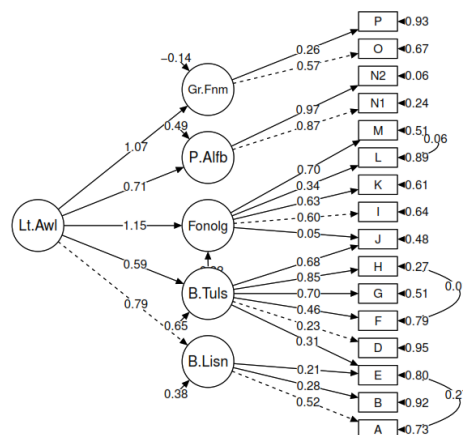 P 0.93
−0.14
0.26
O 0.67
0.57
Gr.Fnm
N2 0.06
0.49
0.97
N1 0.24
0.87
1.07
M 0.51
P.Alfb
0.06
L 0.89
0.70
0.71
0.34
K 0.61
0.63
I 0.64
0.60
Lt.Awl
1.15
Fonolg
0.05
J 0.48
0.68
H 0.27
0.59
0.85
B.Tuls
0.70
G 0.51
0.79
0.46
F 0.79
0.65
0.23
D 0.95
0.31
B.Lisn
0.21
E 0.80
0.28
0.38
B 0.92
0.52
A 0.73